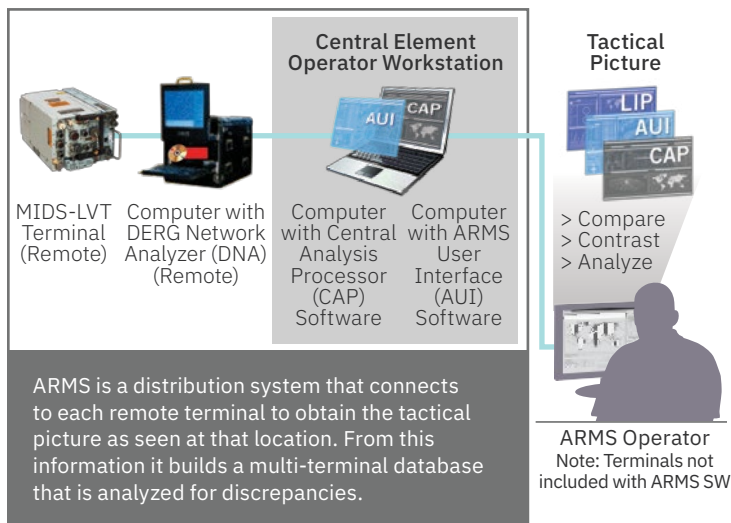 Central Element
Operator Workstation
AUI
CAP
MIDS-LVT
Terminal
(Remote)
Computer with
DERG Network
Analyzer (DNA)
(Remote)
Computer
with Central
Analysis
Processor
(CAP)
Software
Computer
with ARMS
User
Interface
(AUI)
Software
ARMS is a distribution system that connects
to each remote terminal to obtain the tactical
picture as seen at that location. From this
information it builds a multi-terminal database
that is analyzed for discrepancies.
Tactical
Picture
LIP
AUI
CAP
> Compare
> Contrast
> Analyze
ARMS Operator
Note: Terminals not
included with ARMS SW